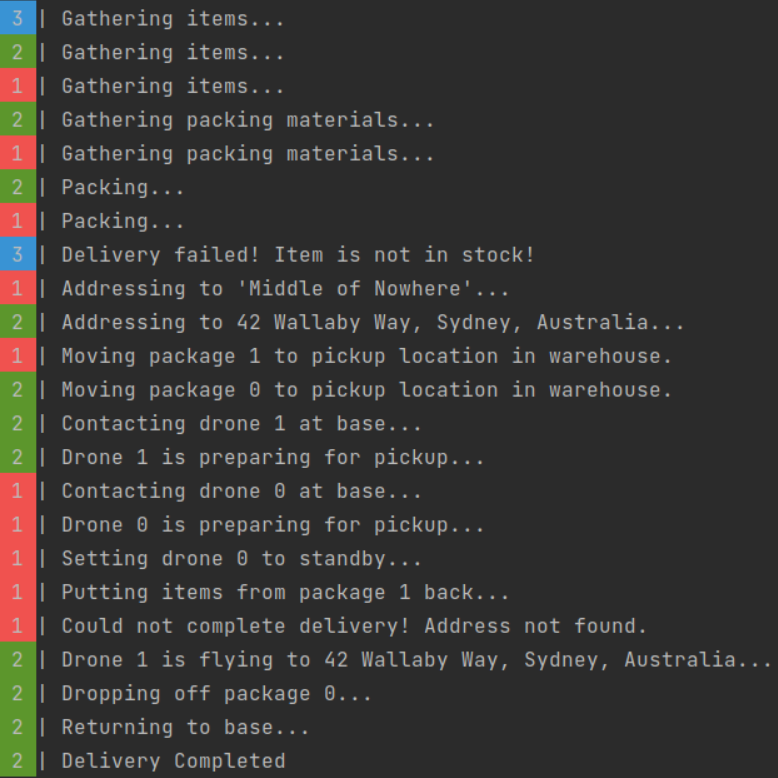 3 | Gathering items...
2 | Gathering items...
1 | Gathering items...
2 | Gathering packing materials...
1 | Gathering packing materials...
2 | Packing...
1 | Packing...
3 | Delivery failed! Item is not in stock!
1 | Addressing to 'Middle of Nowhere'...
2 | Addressing to 42 Wallaby Way, Sydney, Australia...
1 | Moving package 1 to pickup location in warehouse.
2 | Moving package 0 to pickup location in warehouse.
2 | Contacting drone 1 at base...
2 | Drone 1 is preparing for pickup...
1 | Contacting drone 0 at base...
1 | Drone 0 is preparing for pickup...
1 | Setting drone 0 to standby...
1 | Putting items from package 1 back...
1 | Could not complete delivery! Address not found.
2 | Drone 1 is flying to 42 Wallaby Way, Sydney, Australia...
2 | Dropping off package 0...
2 | Returning to base...
2 | Delivery Completed